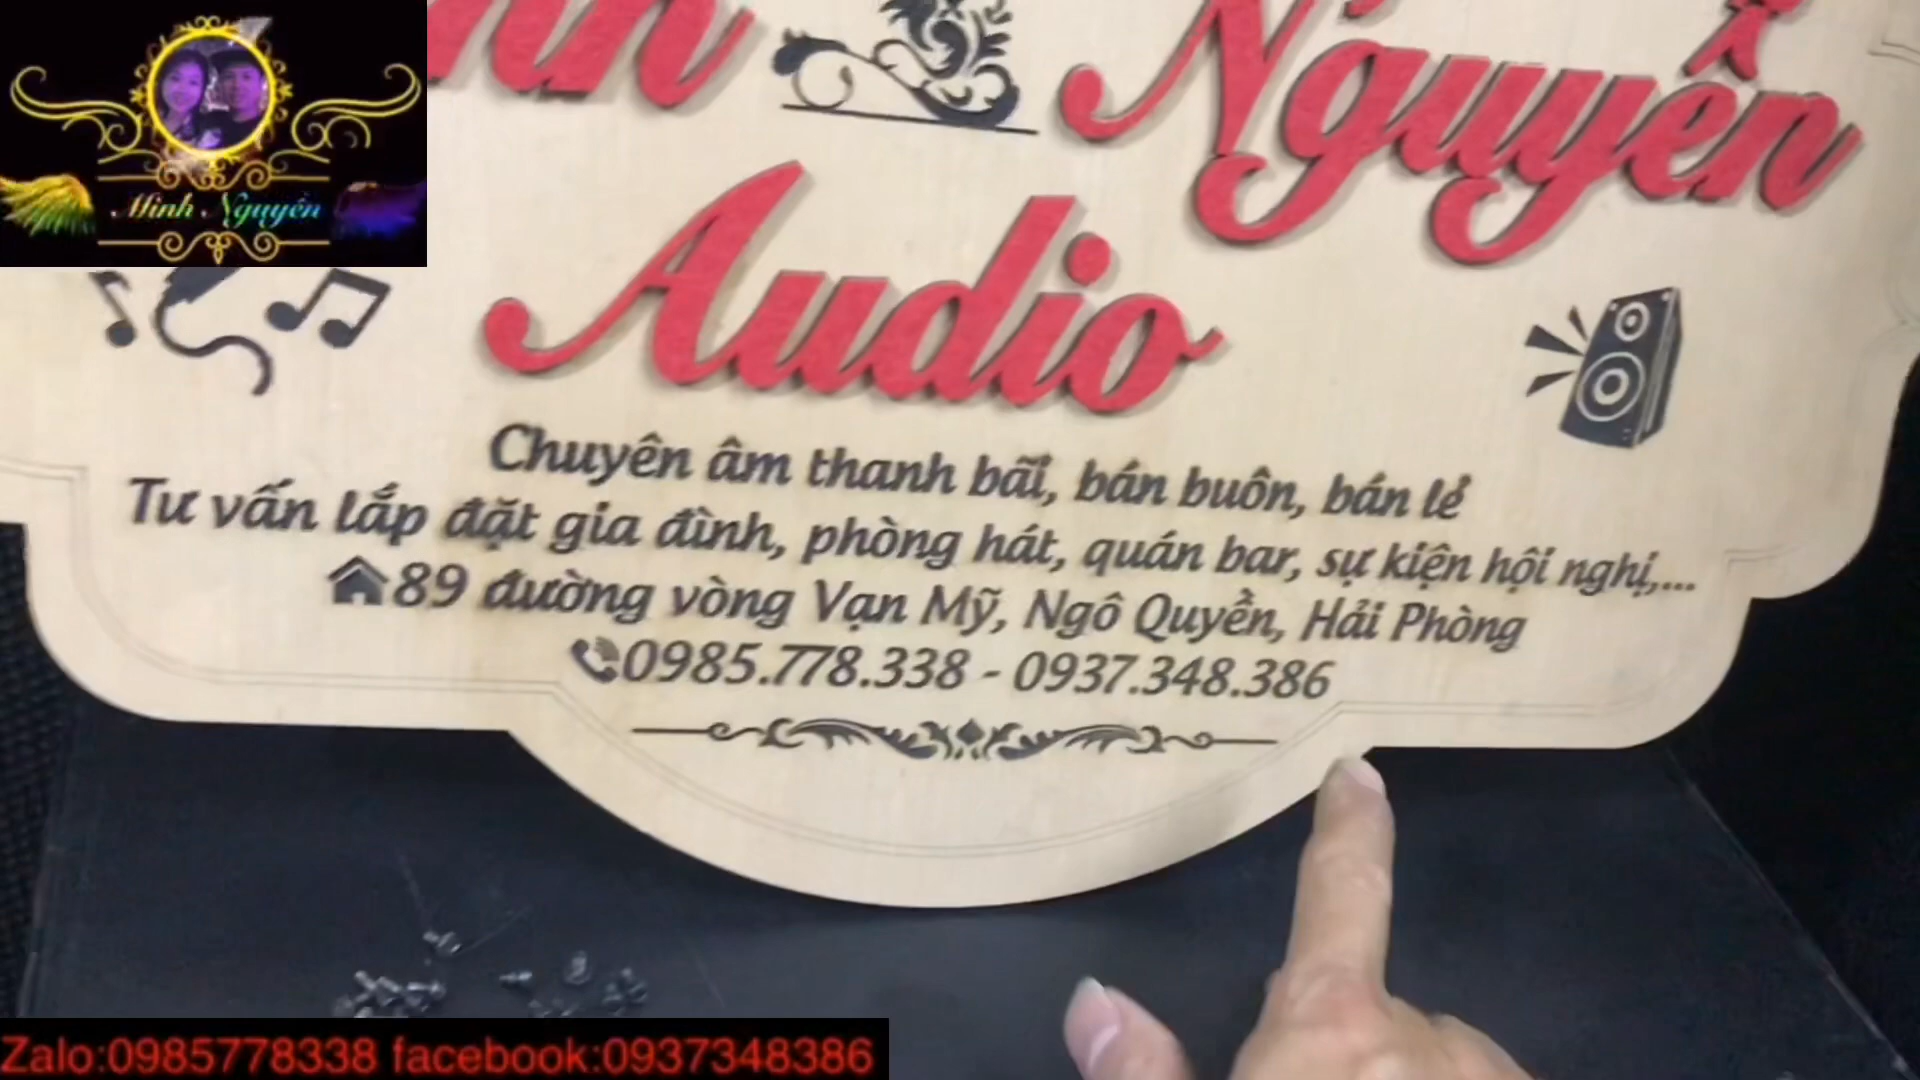 Minh Nguyễn
Nguyễn
Audio
Chuyên âm thanh bãi, bán buôn, bán lẻ
Tư vấn lắp đặt gia đình, phòng hát, quán bar, sự kiện hội nghị,...
89 đường vòng Vạn Mỹ, Ngô Quyền, Hải Phòng
0985.778.338 - 0937.348.386
Zalo:0985778338 facebook:0937348386